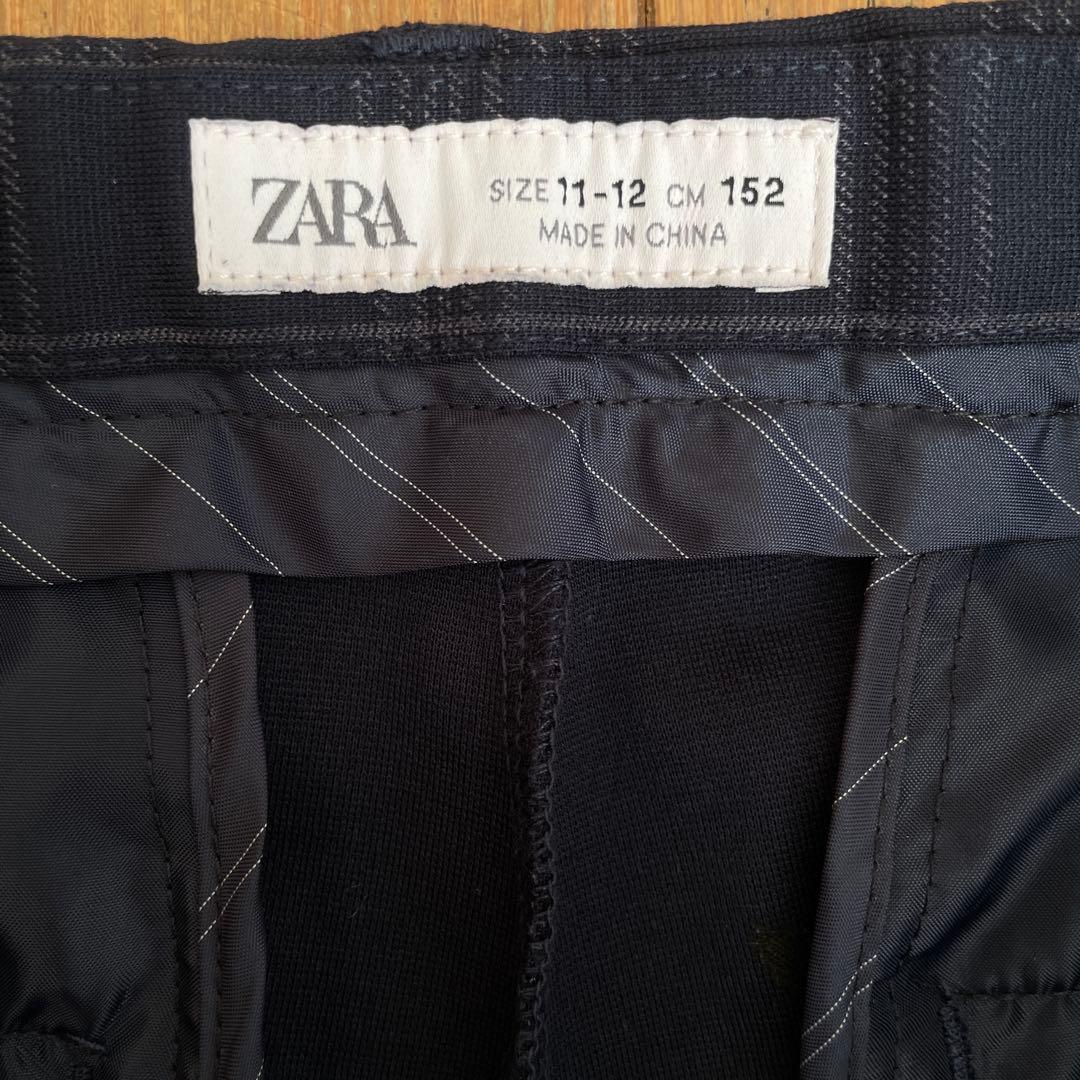 ZARA
SIZE 11-12 CM 152
MADE IN CHINA